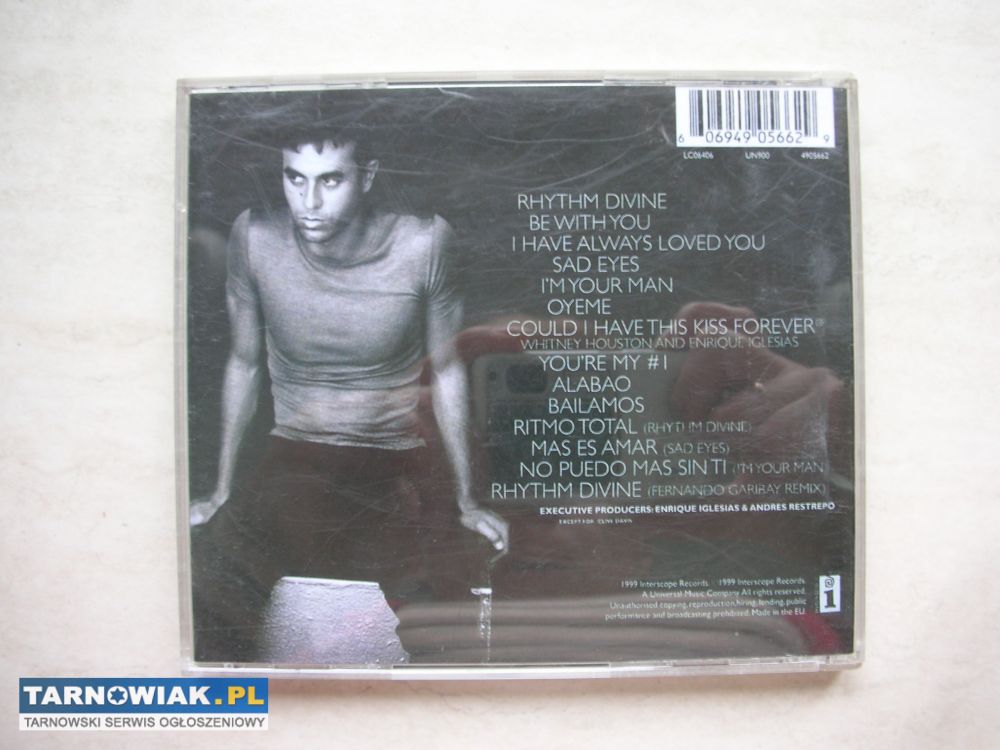 6 06949 05662 9
LC06406 UN900 4905662
RHYTHM DIVINE
BE WITH YOU
I HAVE ALWAYS LOVED YOU
SAD EYES
I'M YOUR MAN
OYEME
COULD I HAVE THIS KISS FOREVER
WHITNEY HOUSTON AND ENRIQUE IGLESIAS
YOU'RE MY #1
ALABAO
BAILAMOS
RITMO TOTAL (RHYTHM DIVINE)
MAS ES AMAR (SAD EYES)
NO PUEDO MAS SIN TI (I'M YOUR MAN
RHYTHM DIVINE (FERNANDO GARIBAY REMIX)
EXECUTIVE PRODUCERS: ENRIQUE IGLESIAS & ANDRES RESTREPO
EXCEPT FOR CLIVE DAVIS
1999 Interscope Records. 1999 Interscope Records.
A Universal Music Company. All rights reserved.
Unauthorised copying, reproduction, hiring, lending, public
performance and broadcasting prohibited. Made in the EU.
TARNOWIAK.PL
TARNOWSKI SERWIS OGŁOSZENIOWY